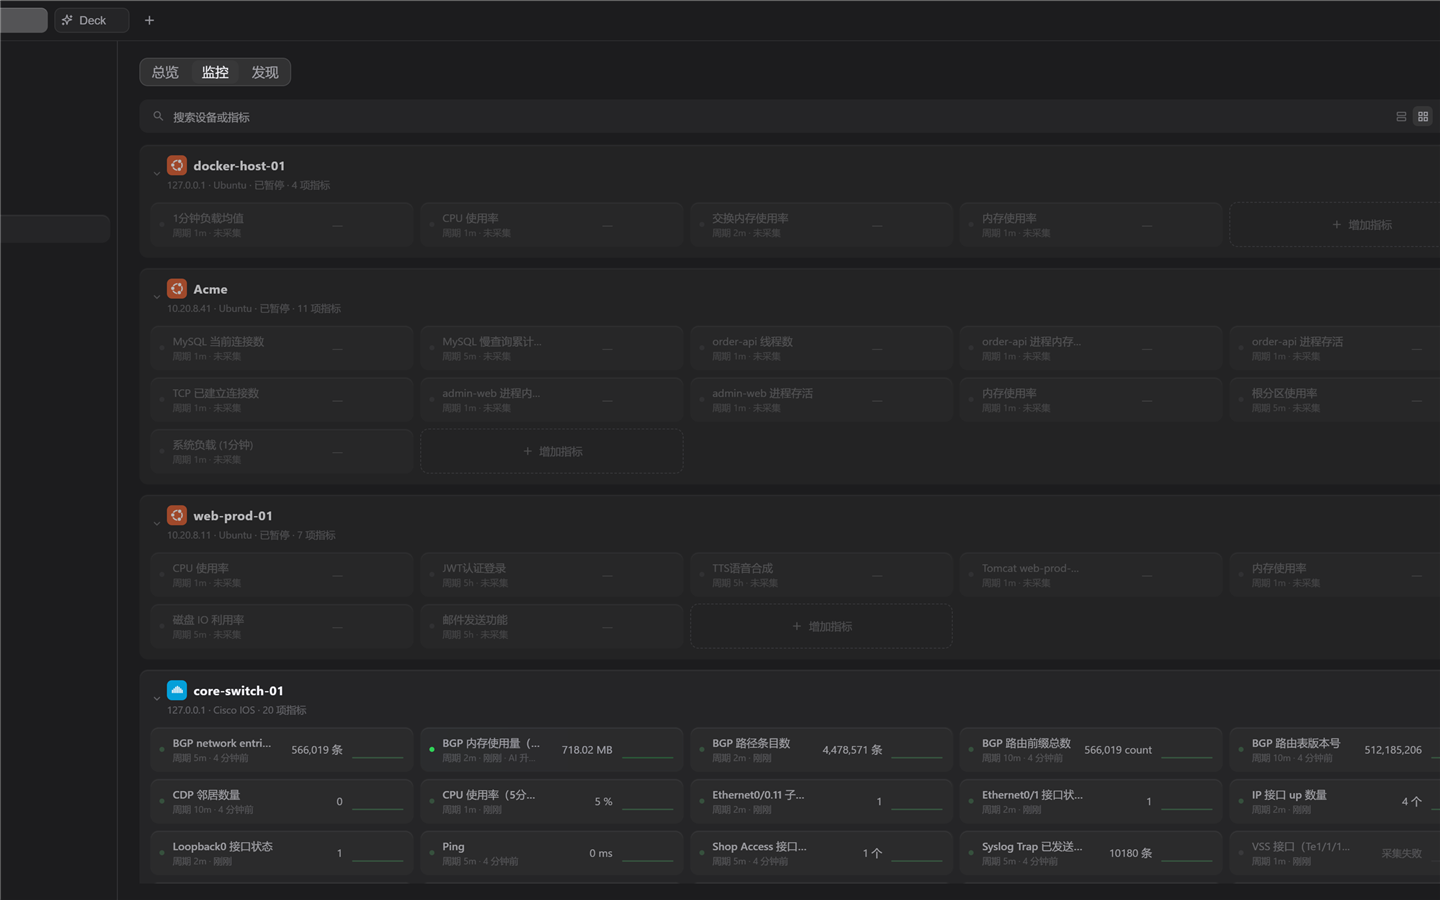 Deck
总览 监控 发现
搜索设备或指标
docker-host-01
127.0.0.1 · Ubuntu · 已暂停 · 4 项指标
1分钟负载均值
周期 1m · 未采集
—
CPU 使用率
周期 1m · 未采集
—
交换内存使用率
周期 2m · 未采集
—
内存使用率
周期 1m · 未采集
—
+ 增加指标
Acme
10.20.8.41 · Ubuntu · 已暂停 · 11 项指标
MySQL 当前连接数
周期 1m · 未采集
—
MySQL 慢查询累计...
周期 5m · 未采集
—
order-api 线程数
周期 1m · 未采集
—
order-api 进程内存...
周期 1m · 未采集
—
order-api 进程存活
周期 1m · 未采集
—
TCP 已建立连接数
周期 1m · 未采集
—
admin-web 进程内...
周期 1m · 未采集
—
admin-web 进程存活
周期 1m · 未采集
—
内存使用率
周期 1m · 未采集
—
根分区使用率
周期 5m · 未采集
—
系统负载 (1分钟)
周期 1m · 未采集
—
+ 增加指标
web-prod-01
10.20.8.11 · Ubuntu · 已暂停 · 7 项指标
CPU 使用率
周期 1m · 未采集
—
JWT认证登录
周期 5h · 未采集
—
TTS语音合成
周期 5h · 未采集
—
Tomcat web-prod-...
周期 1m · 未采集
—
内存使用率
周期 1m · 未采集
—
磁盘 IO 利用率
周期 5m · 未采集
—
邮件发送功能
周期 5h · 未采集
—
+ 增加指标
core-switch-01
127.0.0.1 · Cisco IOS · 20 项指标
BGP network entri...
周期 5m · 4 分钟前
566,019 条
BGP 内存使用量（...
周期 2m · 刚刚 · AI 升...
718.02 MB
BGP 路径条目数
周期 2m · 刚刚
4,478,571 条
BGP 路由前缀总数
周期 10m · 4 分钟前
566,019 count
BGP 路由表版本号
周期 10m · 4 分钟前
512,185,206
CDP 邻居数量
周期 10m · 4 分钟前
0
CPU 使用率（5分...
周期 1m · 刚刚
5 %
Ethernet0/0.11 子...
周期 2m · 刚刚
1
Ethernet0/1 接口状...
周期 2m · 刚刚
1
IP 接口 up 数量
周期 2m · 刚刚
4 个
Loopback0 接口状态
周期 2m · 刚刚
1
Ping
周期 5m · 4 分钟前
0 ms
Shop Access 接口...
周期 5m · 4 分钟前
1 个
Syslog Trap 已发送...
周期 5m · 4 分钟前
10180 条
VSS 接口（Te1/1/1...
周期 1m · 刚刚
采集失败